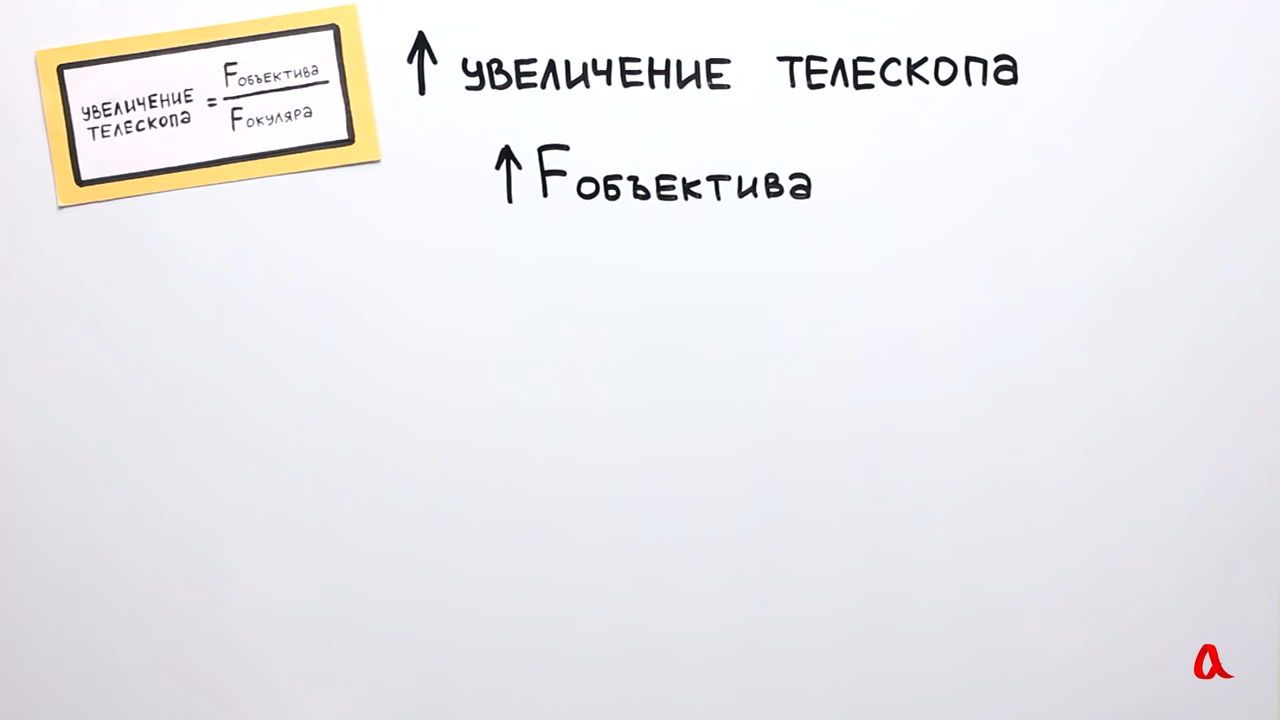 УВЕЛИЧЕНИЕ
ТЕЛЕСКОПА
=
Fобъектива
Fокуляра
↑ УВЕЛИЧЕНИЕ ТЕЛЕСКОПа
↑ Fобъектива
a